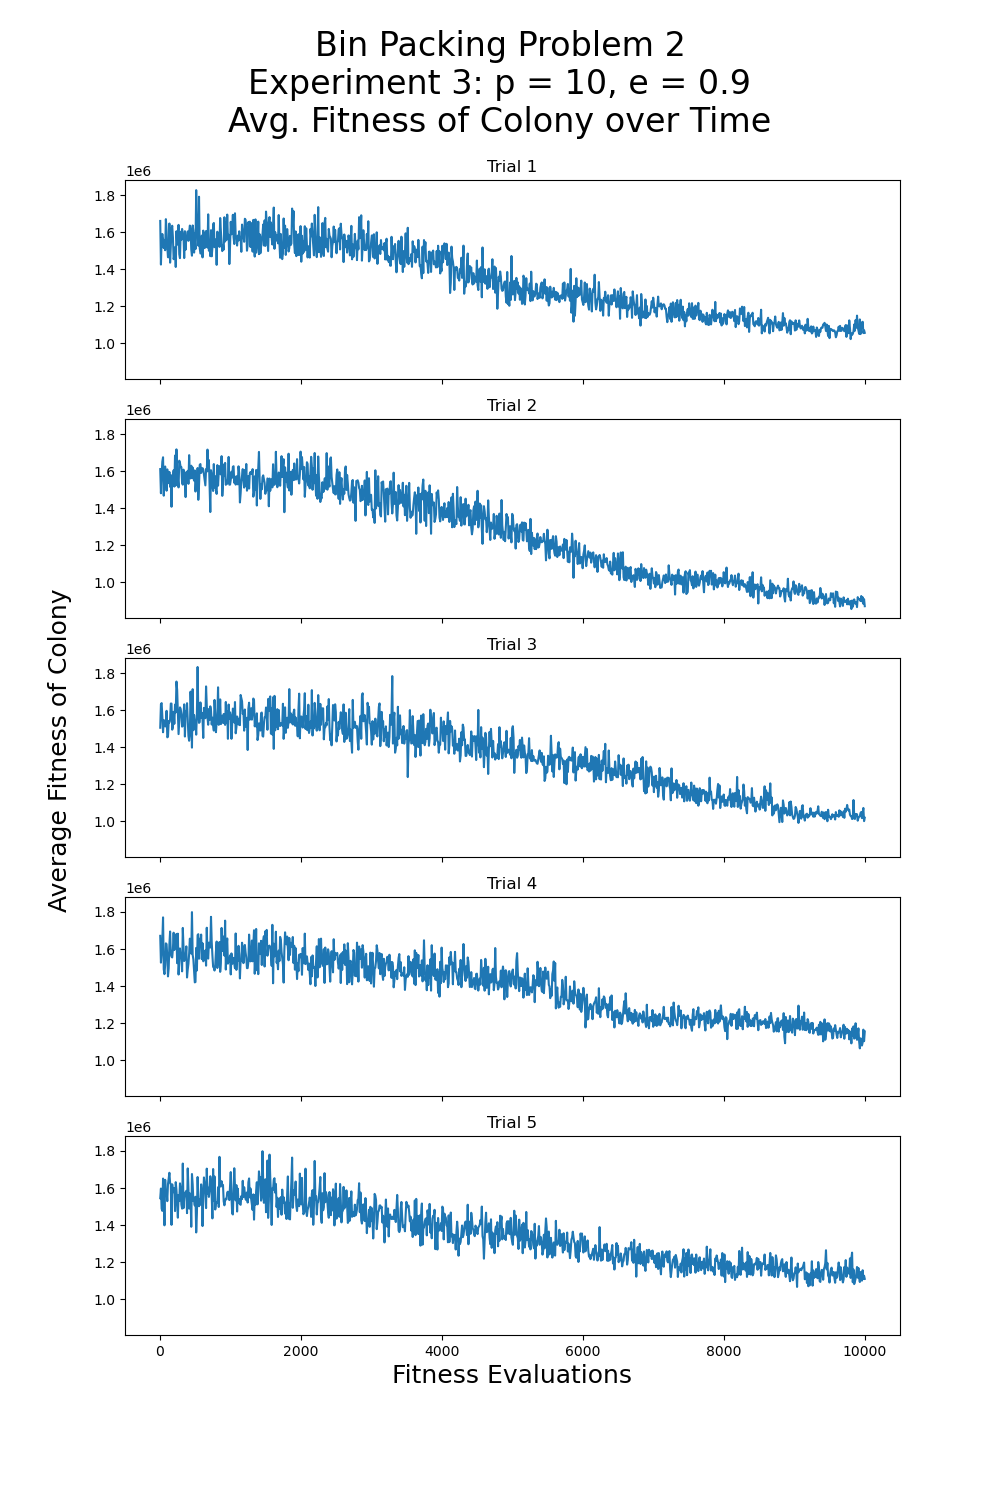 Bin Packing Problem 2
Experiment 3: p = 10, e = 0.9
Avg. Fitness of Colony over Time
Trial 1
1e6
1.8
1.6
1.4
1.2
1.0
Trial 2
1e6
1.8
1.6
1.4
1.2
1.0
Average Fitness of Colony
Trial 3
1e6
1.8
1.6
1.4
1.2
1.0
Trial 4
1e6
1.8
1.6
1.4
1.2
1.0
Trial 5
1e6
1.8
1.6
1.4
1.2
1.0
0 2000 4000 6000 8000 10000
Fitness Evaluations